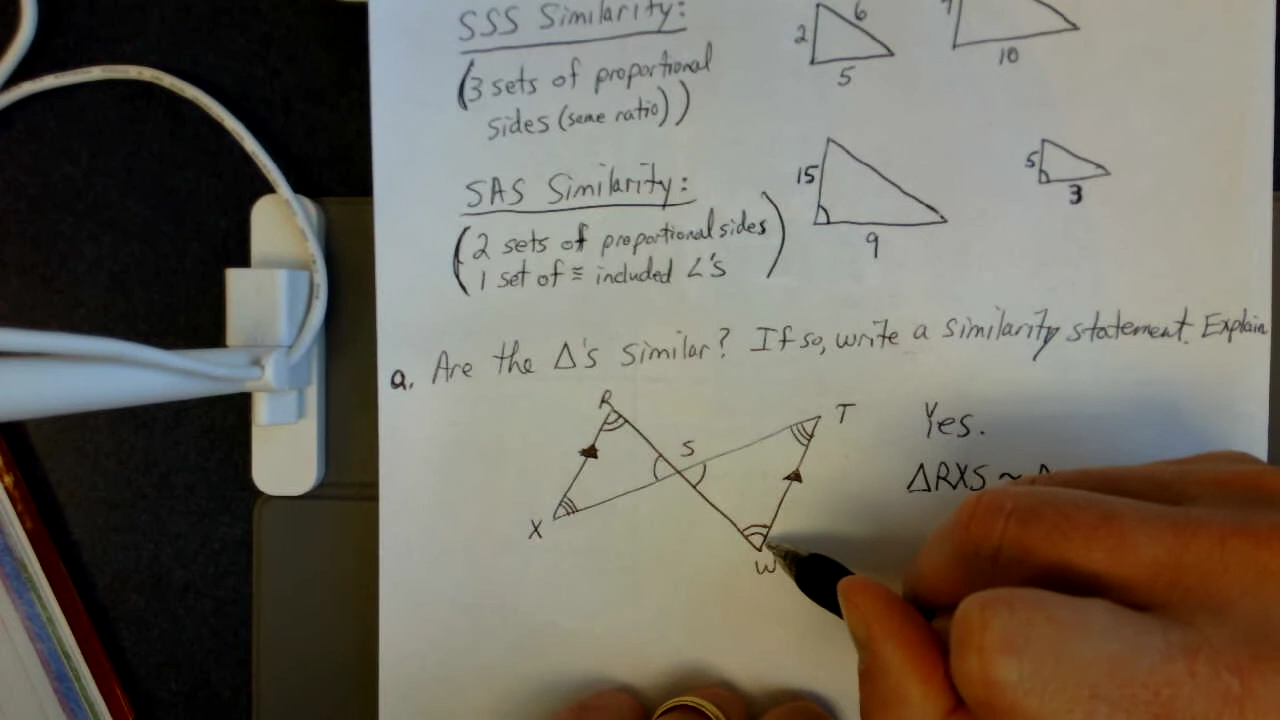 SSS Similarity:
(3 sets of proportional
sides (same ratio))
2
6
5
10
SAS Similarity:
(2 sets of proportional sides
1 set of ≅ included ∠'s)
15
9
5
3
a. Are the Δ's similar? If so, write a similarity statement. Explain
R
S
T
X
W
Yes.
ΔRXS ~ Δ